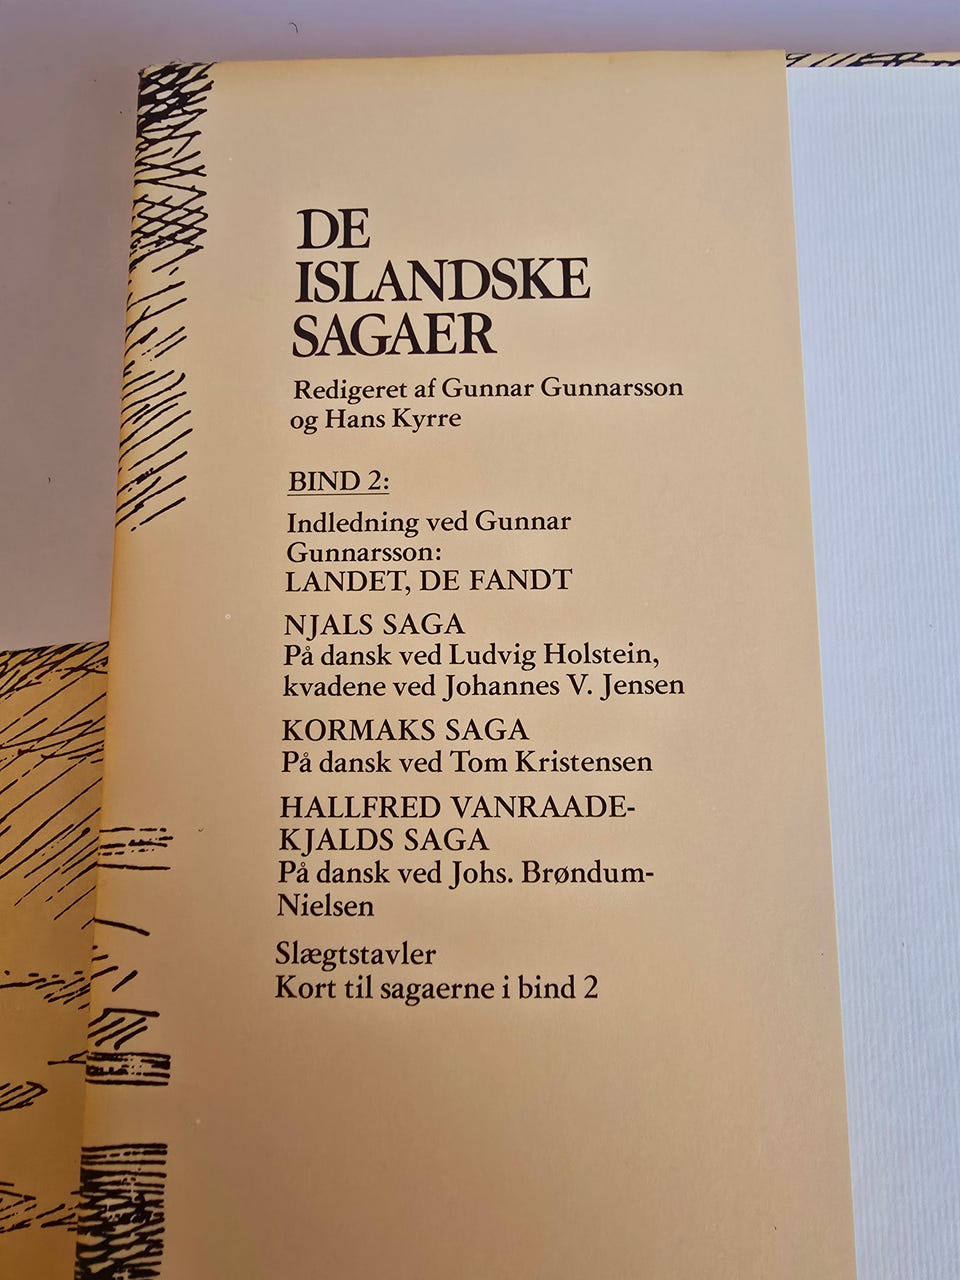 DE
ISLANDSKE
SAGAER
Redigeret af Gunnar Gunnarsson
og Hans Kyrre
BIND 2:
Indledning ved Gunnar
Gunnarsson:
LANDET, DE FANDT
NJALS SAGA
På dansk ved Ludvig Holstein,
kvadene ved Johannes V. Jensen
KORMAKS SAGA
På dansk ved Tom Kristensen
HALLFRED VANRAADE-
KJALDS SAGA
På dansk ved Johs. Brøndum-
Nielsen
Slægtstavler
Kort til sagaerne i bind 2